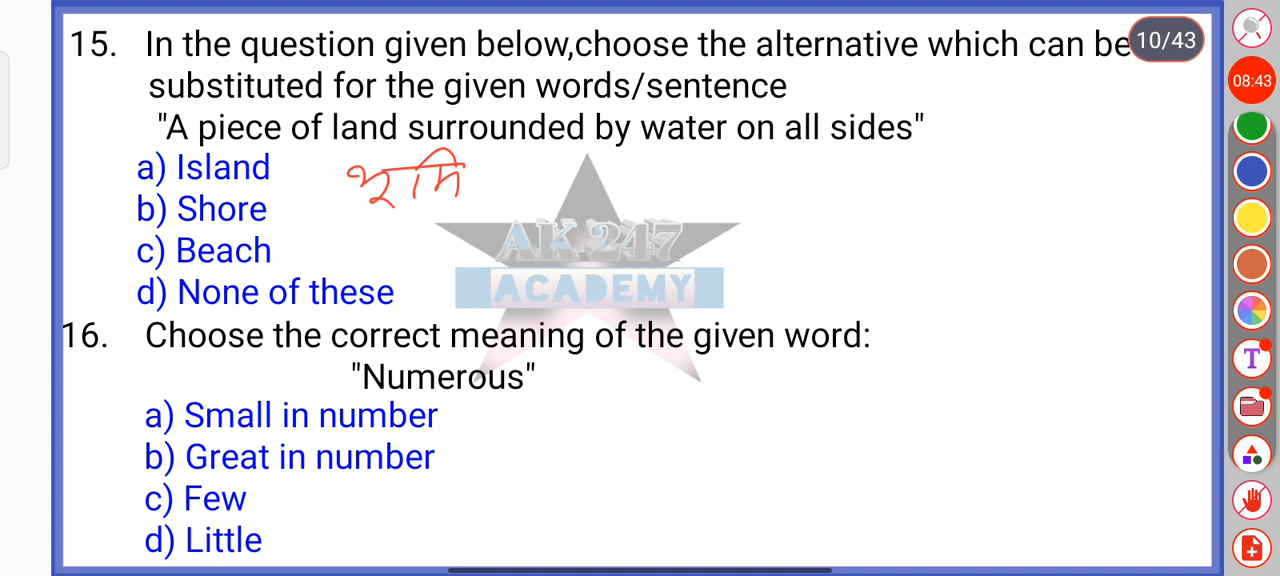 15. In the question given below,choose the alternative which can be
10/43
substituted for the given words/sentence
08:43
"A piece of land surrounded by water on all sides"
a) Island
b) Shore
c) Beach
d) None of these
AK 247
ACADEMY
16. Choose the correct meaning of the given word:
"Numerous"
a) Small in number
b) Great in number
c) Few
d) Little
T